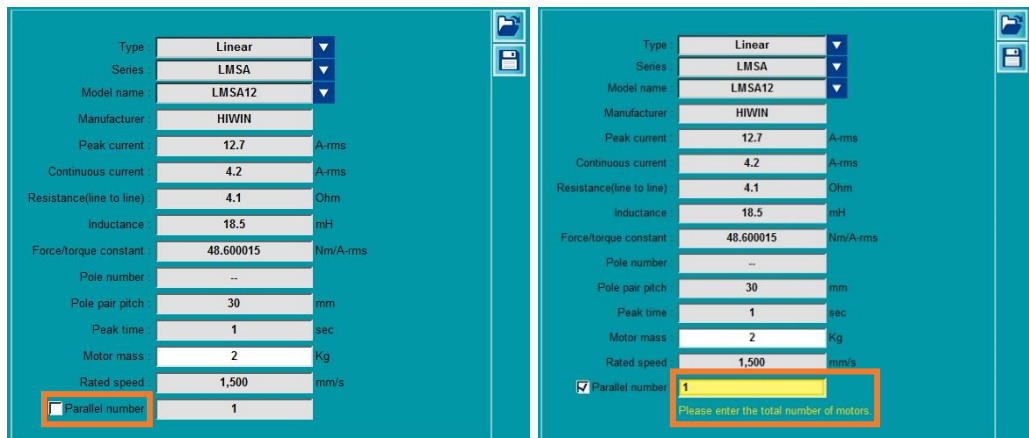 Type : Linear
Series : LMSA
Model name : LMSA12
Manufacturer : HIWIN
Peak current : 12.7 A-rms
Continuous current : 4.2 A-rms
Resistance(line to line) : 4.1 Ohm
Inductance : 18.5 mH
Force/torque constant : 48.600015 Nm/A-rms
Pole number : --
Pole pair pitch : 30 mm
Peak time : 1 sec
Motor mass : 2 Kg
Rated speed : 1,500 mm/s
Parallel number 1
Type : Linear
Series : LMSA
Model name : LMSA12
Manufacturer : HIWIN
Peak current : 12.7 A-rms
Continuous current : 4.2 A-rms
Resistance(line to line) : 4.1 Ohm
Inductance : 18.5 mH
Force/torque constant : 48.600015 Nm/A-rms
Pole number : --
Pole pair pitch : 30 mm
Peak time : 1 sec
Motor mass : 2 Kg
Rated speed : 1,500 mm/s
Parallel number 1
Please enter the total number of motors.